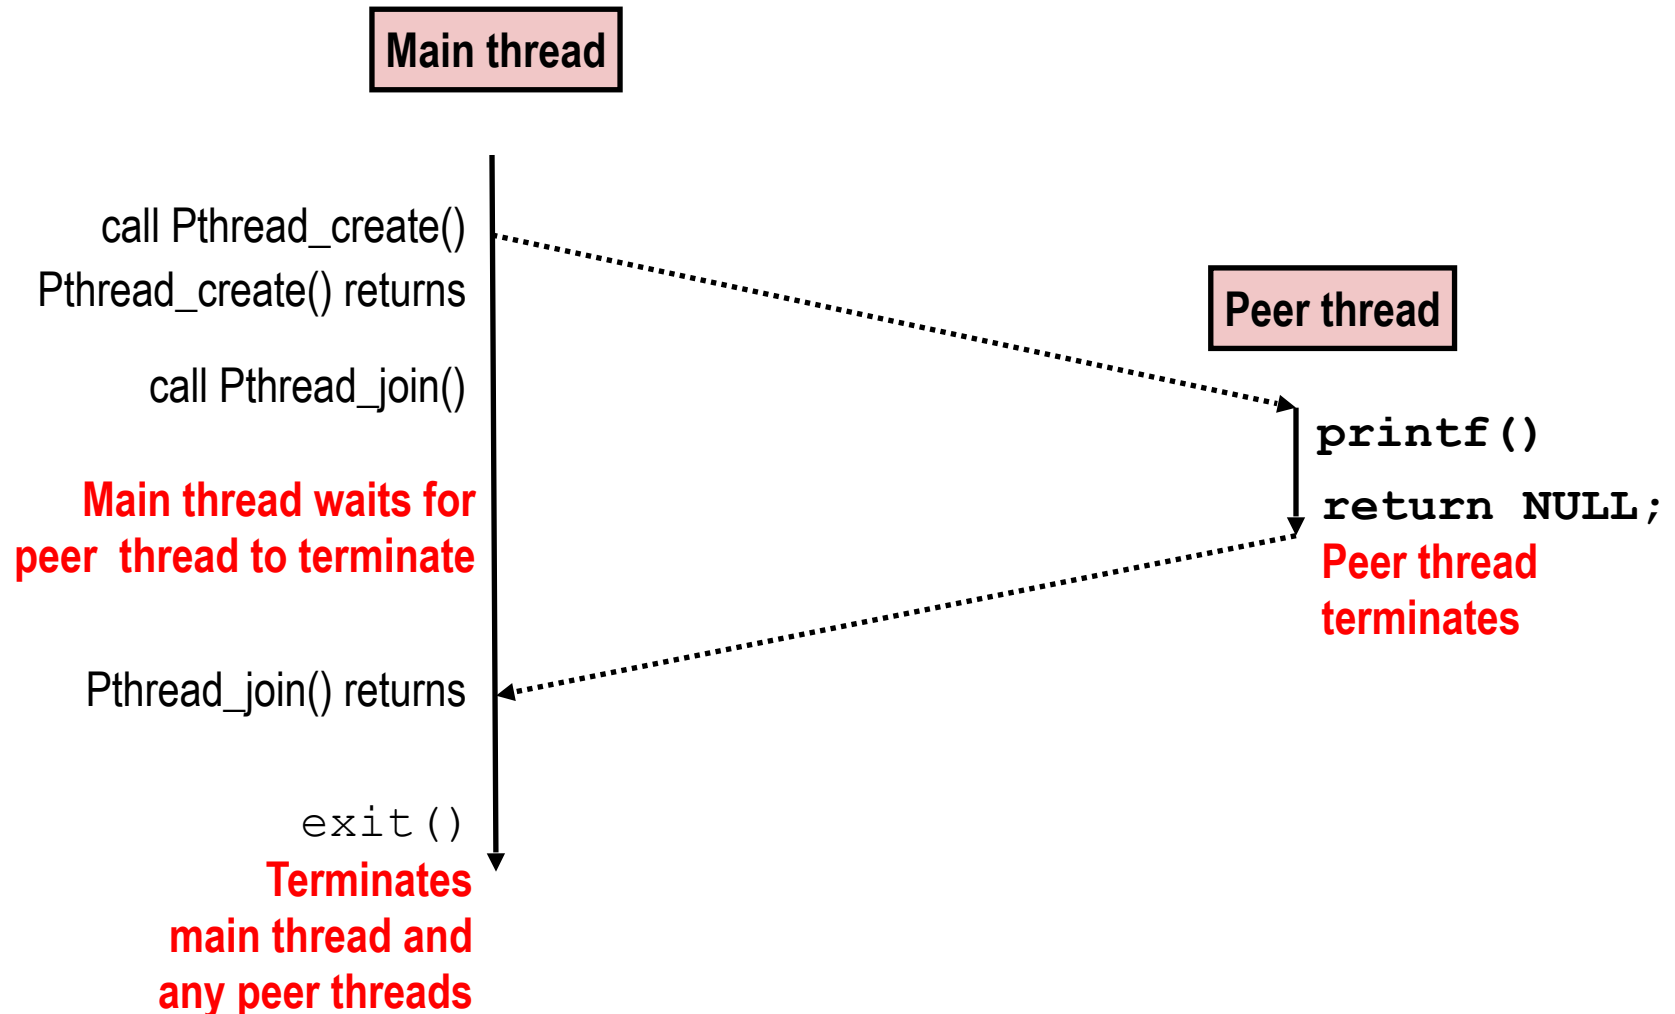 Main thread
call Pthread_create()
Pthread_create() returns
call Pthread_join()
Main thread waits for
peer thread to terminate
Pthread_join() returns
exit()
Terminates
main thread and
any peer threads
Peer thread
printf()
return NULL;
Peer thread
terminates